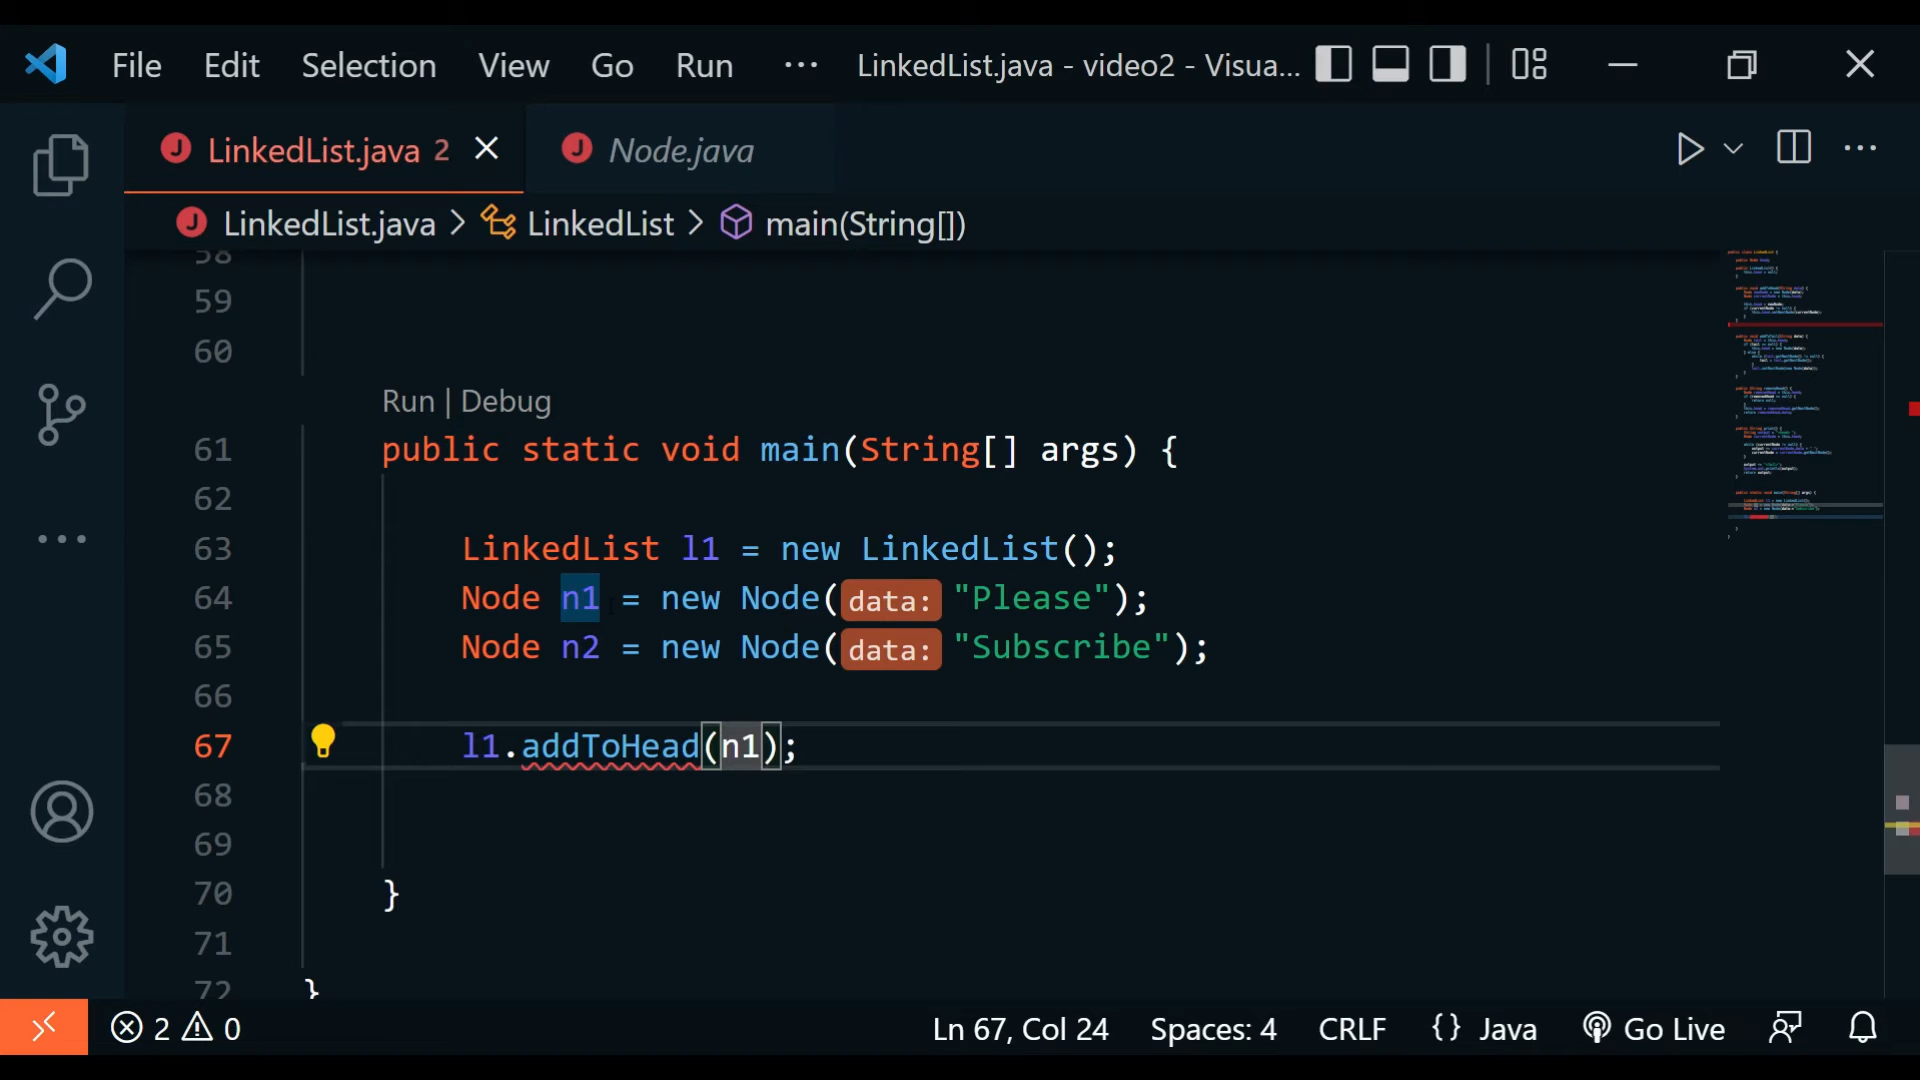 File Edit Selection View Go Run ··· LinkedList.java - video2 - Visua...
LinkedList.java 2 Node.java
LinkedList.java > LinkedList > main(String[])
58
59
60
Run | Debug
61 public static void main(String[] args) {
62
63 LinkedList l1 = new LinkedList();
64 Node n1 = new Node(data: "Please");
65 Node n2 = new Node(data: "Subscribe");
66
67 l1.addToHead(n1);
68
69
70 }
71
72 }
2 0 Ln 67, Col 24 Spaces: 4 CRLF {} Java Go Live